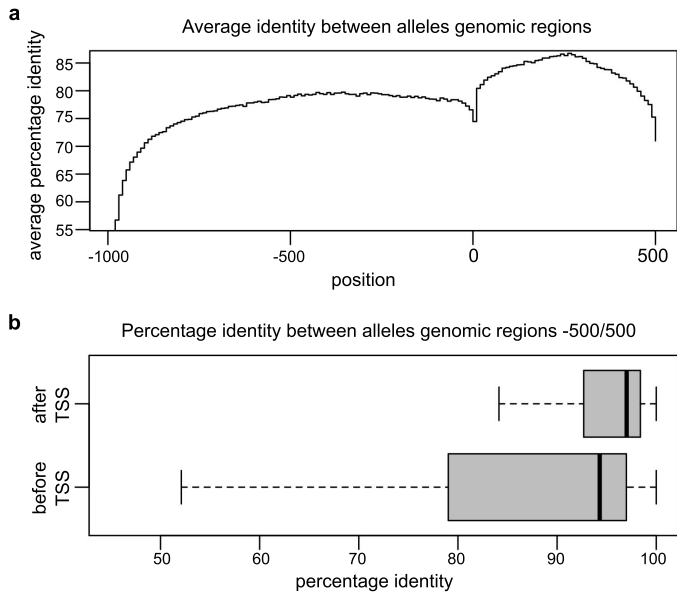 a
Average identity between alleles genomic regions
average percentage identity
85
80
75
70
65
60
55
-1000
-500
0
500
position
b
Percentage identity between alleles genomic regions -500/500
after
TSS
before
TSS
50
60
70
80
90
100
percentage identity